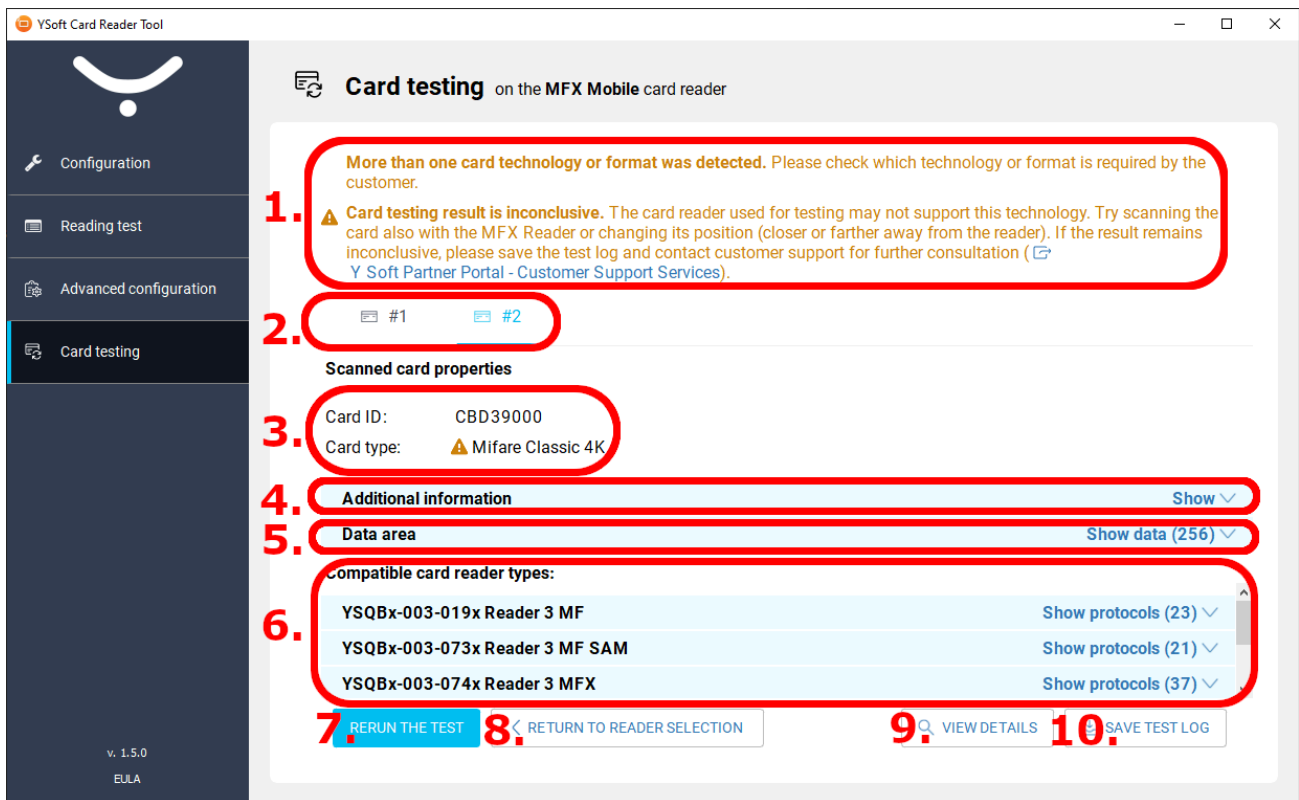 YSoft Card Reader Tool
Card testing on the MFX Mobile card reader
Configuration
Reading test
Advanced configuration
Card testing
v. 1.5.0
EULA
1.
More than one card technology or format was detected. Please check which technology or format is required by the
customer.
Card testing result is inconclusive. The card reader used for testing may not support this technology. Try scanning the
card also with the MFX Reader or changing its position (closer or farther away from the reader). If the result remains
inconclusive, please save the test log and contact customer support for further consultation (
Y Soft Partner Portal - Customer Support Services).
2.
#1 #2
Scanned card properties
3.
Card ID: CBD39000
Card type: Mifare Classic 4K
4.
Additional information Show
5.
Data area Show data (256)
Compatible card reader types:
6.
YSQBx-003-019x Reader 3 MF Show protocols (23)
YSQBx-003-073x Reader 3 MF SAM Show protocols (21)
YSQBx-003-074x Reader 3 MFX Show protocols (37)
7. RERUN THE TEST 8. RETURN TO READER SELECTION 9. VIEW DETAILS 10. SAVE TEST LOG